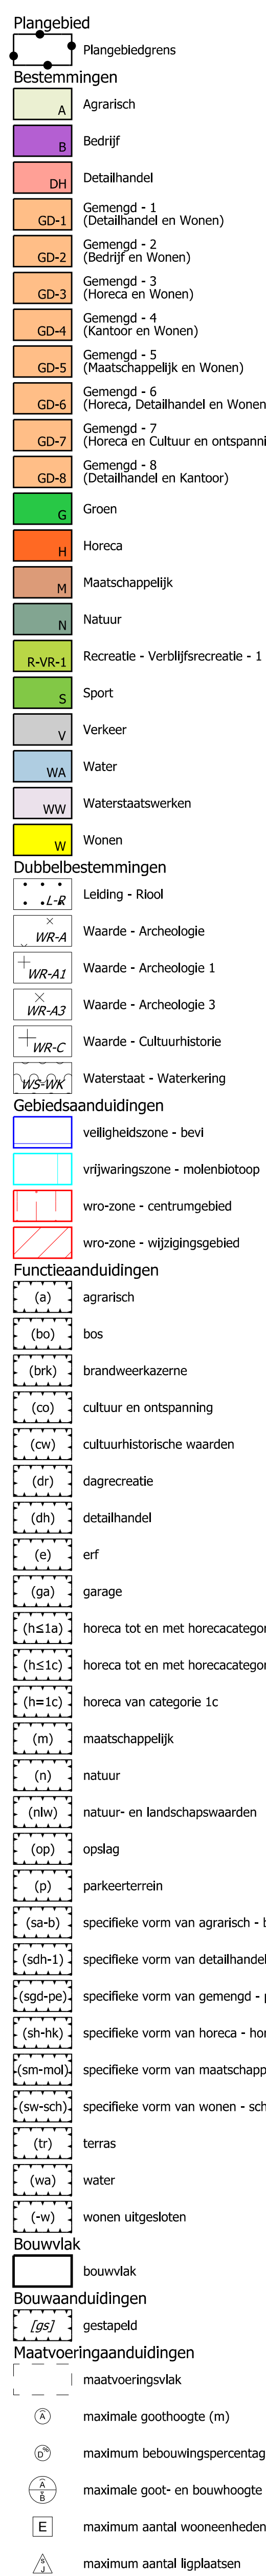 Plangebied
Plangebiedgrens
Bestemmingen
A Agrarisch
B Bedrijf
DH Detailhandel
GD-1 Gemengd - 1
(Detailhandel en Wonen)
GD-2 Gemengd - 2
(Bedrijf en Wonen)
GD-3 Gemengd - 3
(Horeca en Wonen)
GD-4 Gemengd - 4
(Kantoor en Wonen)
GD-5 Gemengd - 5
(Maatschappelijk en Wonen)
GD-6 Gemengd - 6
(Horeca, Detailhandel en Wonen
GD-7 Gemengd - 7
(Horeca en Cultuur en ontspanni
GD-8 Gemengd - 8
(Detailhandel en Kantoor)
G Groen
H Horeca
M Maatschappelijk
N Natuur
R-VR-1 Recreatie - Verblijfsrecreatie - 1
S Sport
V Verkeer
WA Water
WW Waterstaatswerken
W Wonen
Dubbelbestemmingen
L-R Leiding - Riool
WR-A Waarde - Archeologie
WR-A1 Waarde - Archeologie 1
WR-A3 Waarde - Archeologie 3
WR-C Waarde - Cultuurhistorie
WS-WK Waterstaat - Waterkering
Gebiedsaanduidingen
veiligheidszone - bevi
vrijwaringszone - molenbiotoop
wro-zone - centrumgebied
wro-zone - wijzigingsgebied
Functieaanduidingen
(a) agrarisch
(bo) bos
(brk) brandweerkazerne
(co) cultuur en ontspanning
(cw) cultuurhistorische waarden
(dr) dagrecreatie
(dh) detailhandel
(e) erf
(ga) garage
(h≤1a) horeca tot en met horecacategor
(h≤1c) horeca tot en met horecacategor
(h=1c) horeca van categorie 1c
(m) maatschappelijk
(n) natuur
(nlw) natuur- en landschapswaarden
(op) opslag
(p) parkeerterrein
(sa-b) specifieke vorm van agrarisch - b
(sdh-1) specifieke vorm van detailhandel
(sgd-pe) specifieke vorm van gemengd - p
(sh-hk) specifieke vorm van horeca - hor
(sm-mol) specifieke vorm van maatschapp
(sw-sch) specifieke vorm van wonen - sch
(tr) terras
(wa) water
(-w) wonen uitgesloten
Bouwvlak
bouwvlak
Bouwaanduidingen
[gs] gestapeld
Maatvoeringaanduidingen
maatvoeringsvlak
A maximale goothoogte (m)
D% maximum bebouwingspercentag
A
B maximale goot- en bouwhoogte
E maximum aantal wooneenheden
J maximum aantal ligplaatsen